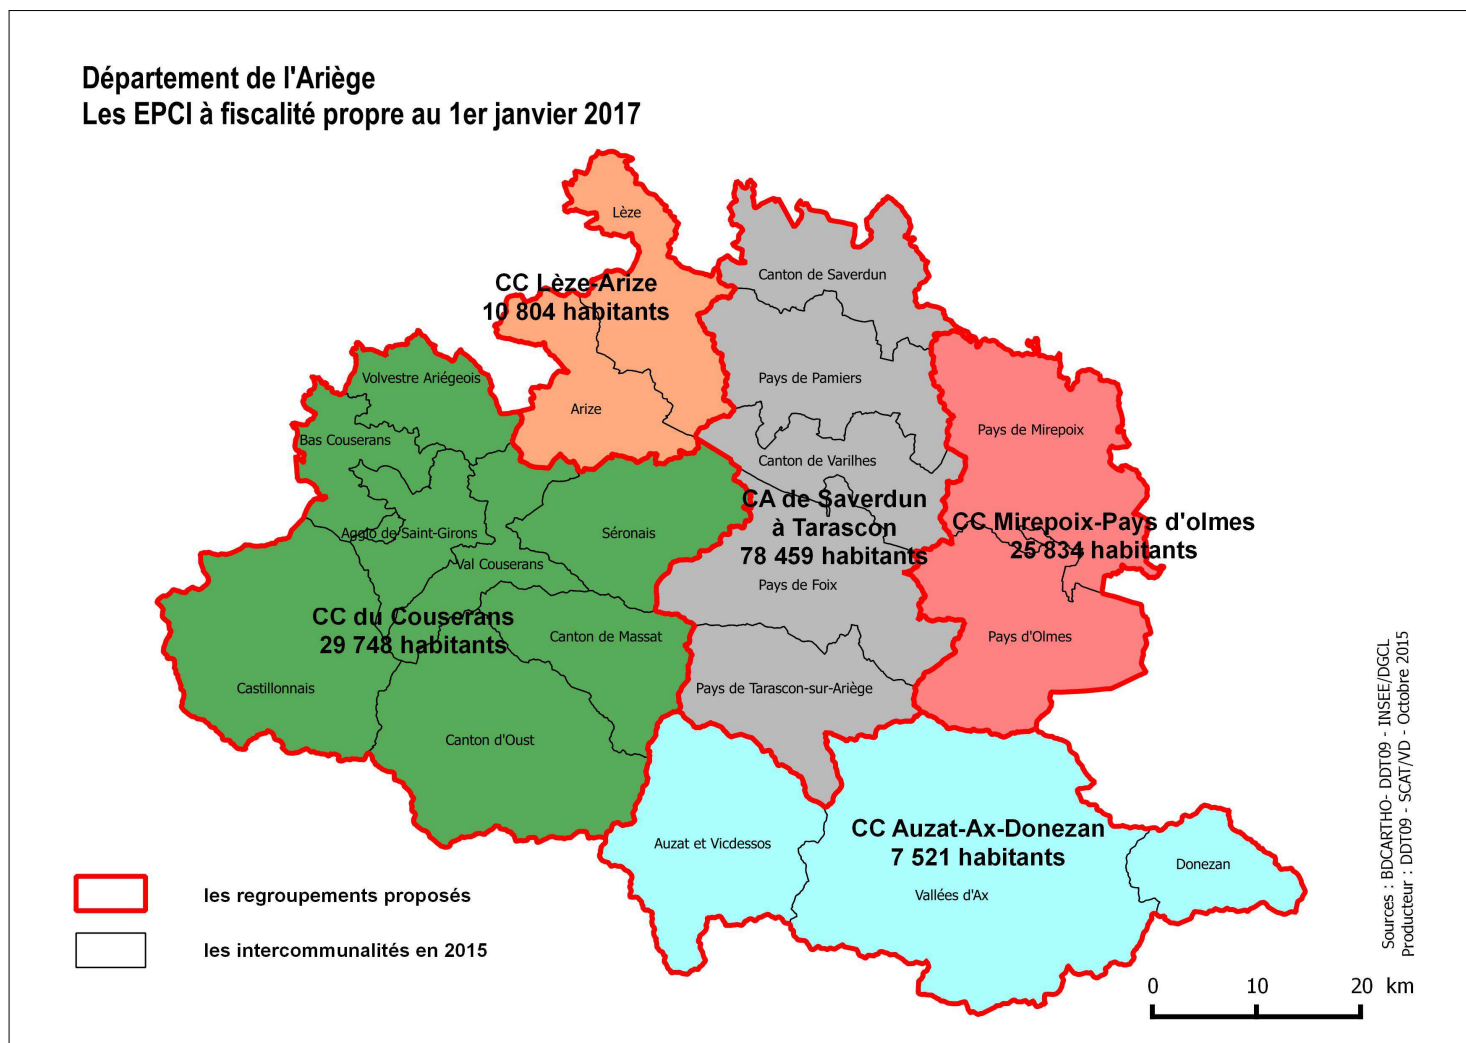 Département de l'Ariège
Les EPCI à fiscalité propre au 1er janvier 2017
Lèze
CC Lèze-Arize
10 804 habitants
Canton de Saverdun
Volvestre Ariégeois
Arize
Pays de Pamiers
Bas Couserans
Pays de Mirepoix
Canton de Varilhes
CA de Saverdun
à Tarascon
78 459 habitants
CC Mirepoix-Pays d'olmes
25 834 habitants
Agglo de Saint-Girons
Séronais
Val Couserans
Pays de Foix
CC du Couserans
29 748 habitants
Canton de Massat
Pays d'Olmes
Castillonnais
Pays de Tarascon-sur-Ariège
Canton d'Oust
Auzat et Vicdessos
CC Auzat-Ax-Donezan
7 521 habitants
Donezan
Vallées d'Ax
les regroupements proposés
les intercommunalités en 2015
Sources : BDCARTHO- DDT09 - INSEE/DGCL
Producteur : DDT09 - SCAT/VD - Octobre 2015
0 10 20 km